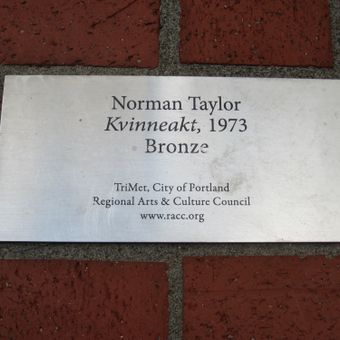 Norman Taylor
Kvinneakt, 1973
Bronze
TriMet, City of Portland
Regional Arts & Culture Council
www.racc.org